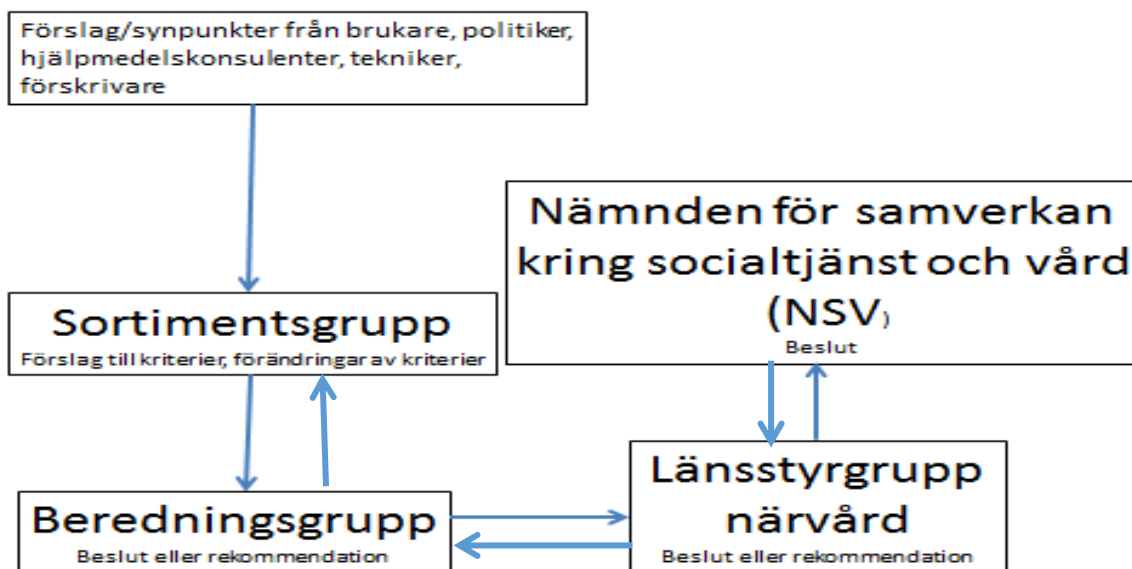 Förslag/synpunkter från brukare, politiker,
hjälpmedelskonsulenter, tekniker,
förskrivare
Nämnden för samverkan
kring socialtjänst och vård
(NSV)
Beslut
Sortimentsgrupp
Förslag till kriterier, förändringar av kriterier
Länsstyrgrupp
närvård
Beslut eller rekommendation
Beredningsgrupp
Beslut eller rekommendation